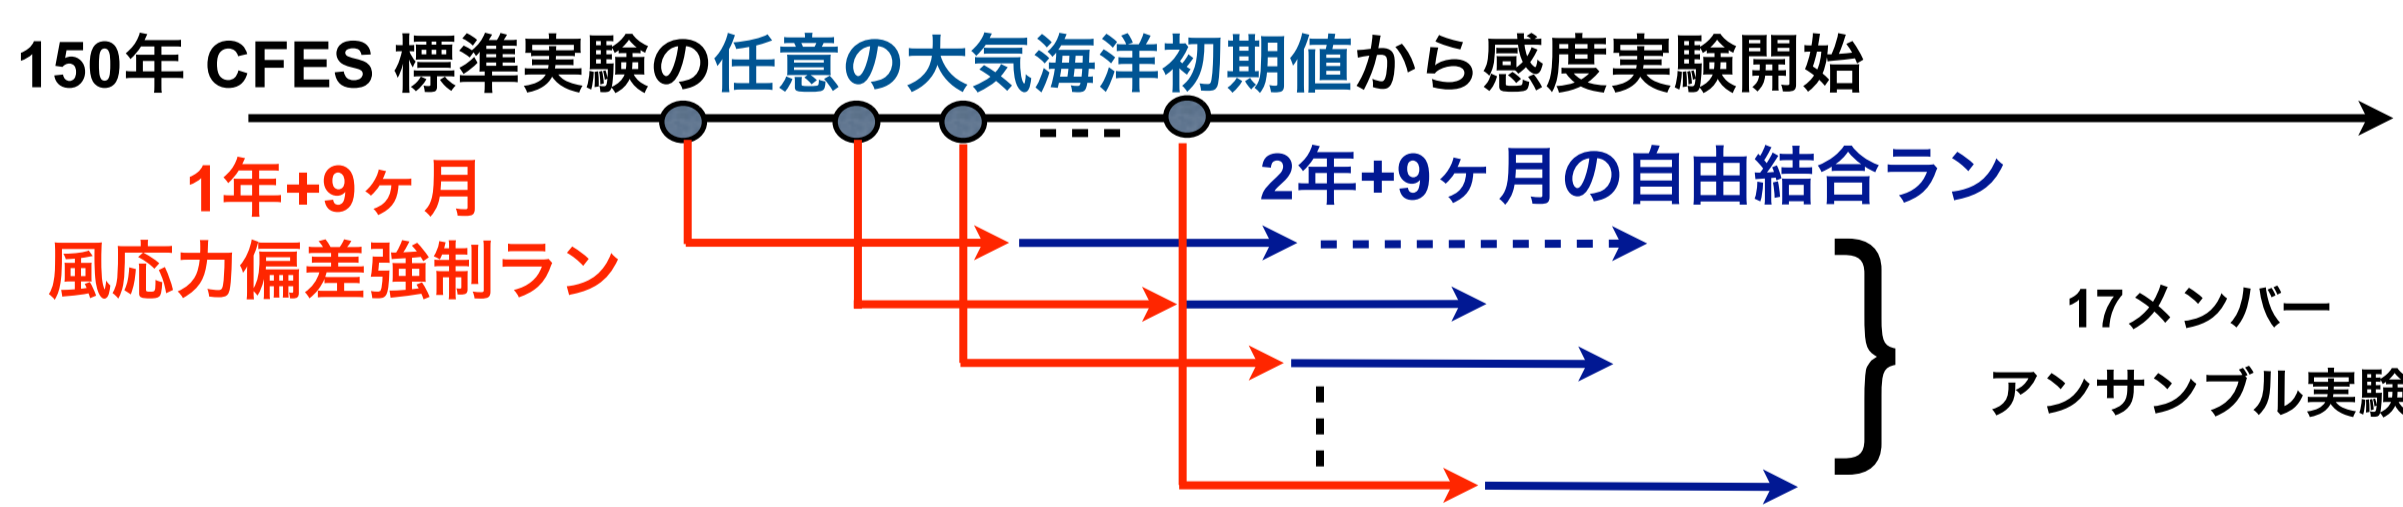 150年 CFES 標準実験の任意の大気海洋初期値から感度実験開始
1年+9ヶ月
風応力偏差強制ラン
2年+9ヶ月の自由結合ラン
17メンバー
アンサンブル実験